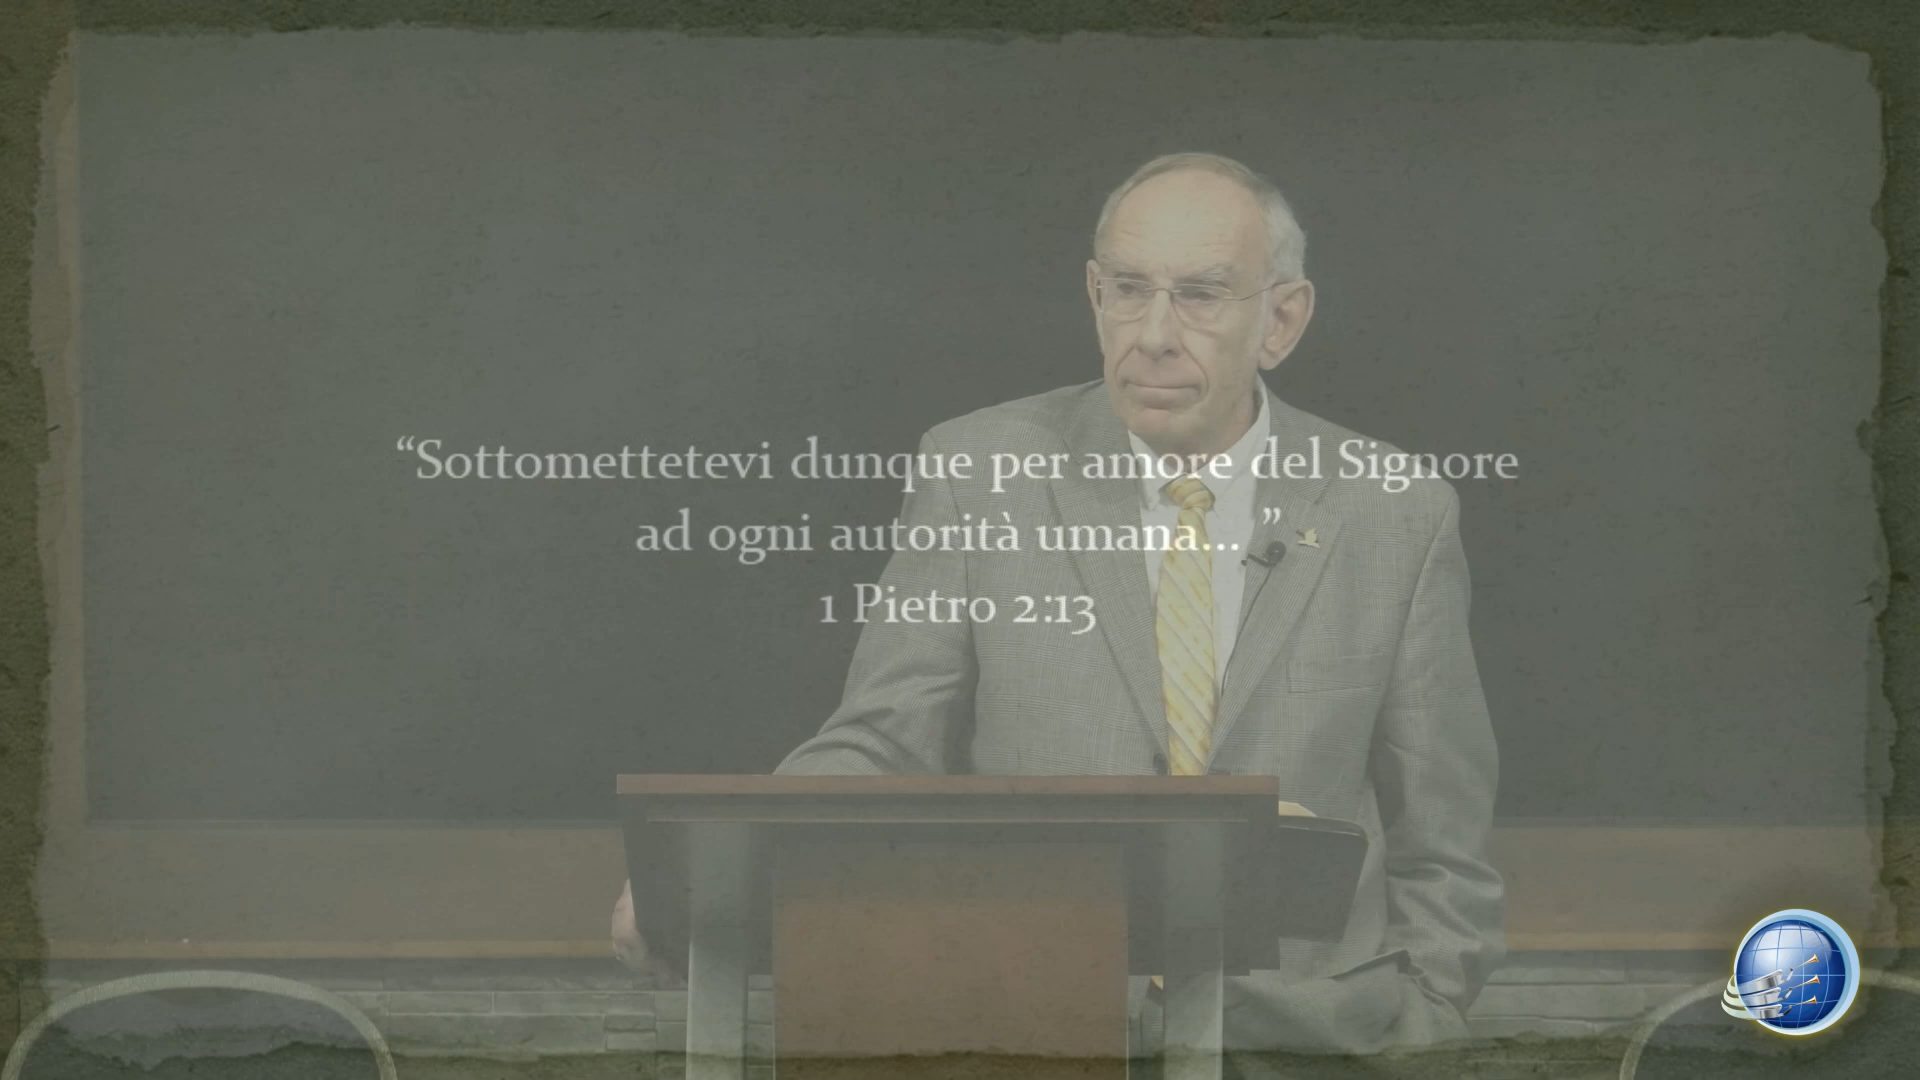 “Sottomettetevi dunque per amore del Signore
ad ogni autorità umana... ”
1 Pietro 2:13